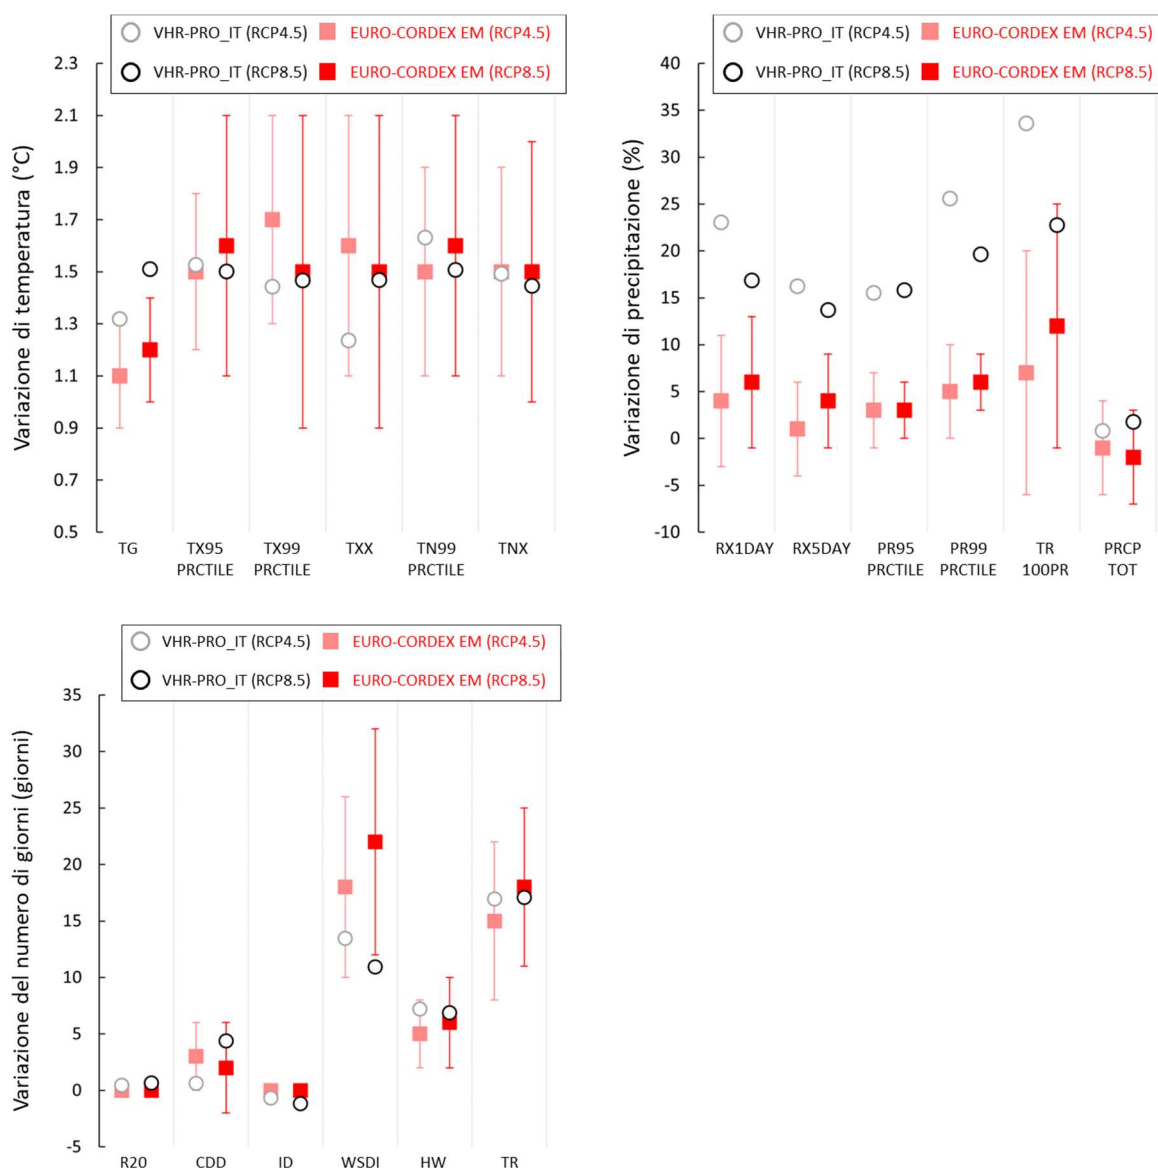 VHR-PRO_IT (RCP4.5) EURO-CORDEX EM (RCP4.5)
VHR-PRO_IT (RCP8.5) EURO-CORDEX EM (RCP8.5)
Variazione di temperatura (°C)
2.3
2.1
1.9
1.7
1.5
1.3
1.1
0.9
0.7
0.5
TG TX95 TX99 TXX TN99 TNX
PRCTILE PRCTILE PRCTILE
VHR-PRO_IT (RCP4.5) EURO-CORDEX EM (RCP4.5)
VHR-PRO_IT (RCP8.5) EURO-CORDEX EM (RCP8.5)
Variazione di precipitazione (%)
40
35
30
25
20
15
10
5
0
-5
-10
RX1DAY RX5DAY PR95 PR99 TR PRCP
PRCTILE PRCTILE 100PR TOT
VHR-PRO_IT (RCP4.5) EURO-CORDEX EM (RCP4.5)
VHR-PRO_IT (RCP8.5) EURO-CORDEX EM (RCP8.5)
Variazione del numero di giorni (giorni)
35
30
25
20
15
10
5
0
-5
R20 CDD ID WSDI HW TR